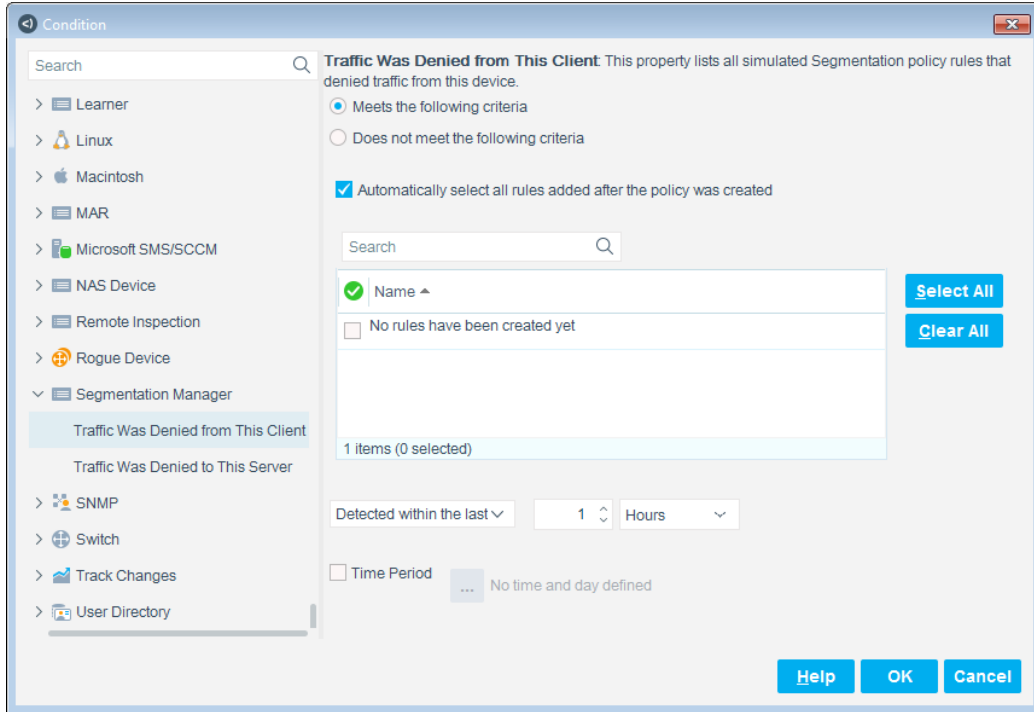 Condition
Search
Learner
Linux
Macintosh
MAR
Microsoft SMS/SCCM
NAS Device
Remote Inspection
Rogue Device
Segmentation Manager
Traffic Was Denied from This Client
Traffic Was Denied to This Server
SNMP
Switch
Track Changes
User Directory
Traffic Was Denied from This Client: This property lists all simulated Segmentation policy rules that
denied traffic from this device.
Meets the following criteria
Does not meet the following criteria
Automatically select all rules added after the policy was created
Search
Name
No rules have been created yet
1 items (0 selected)
Select All
Clear All
Detected within the last 1 Hours
Time Period ... No time and day defined
Help OK Cancel